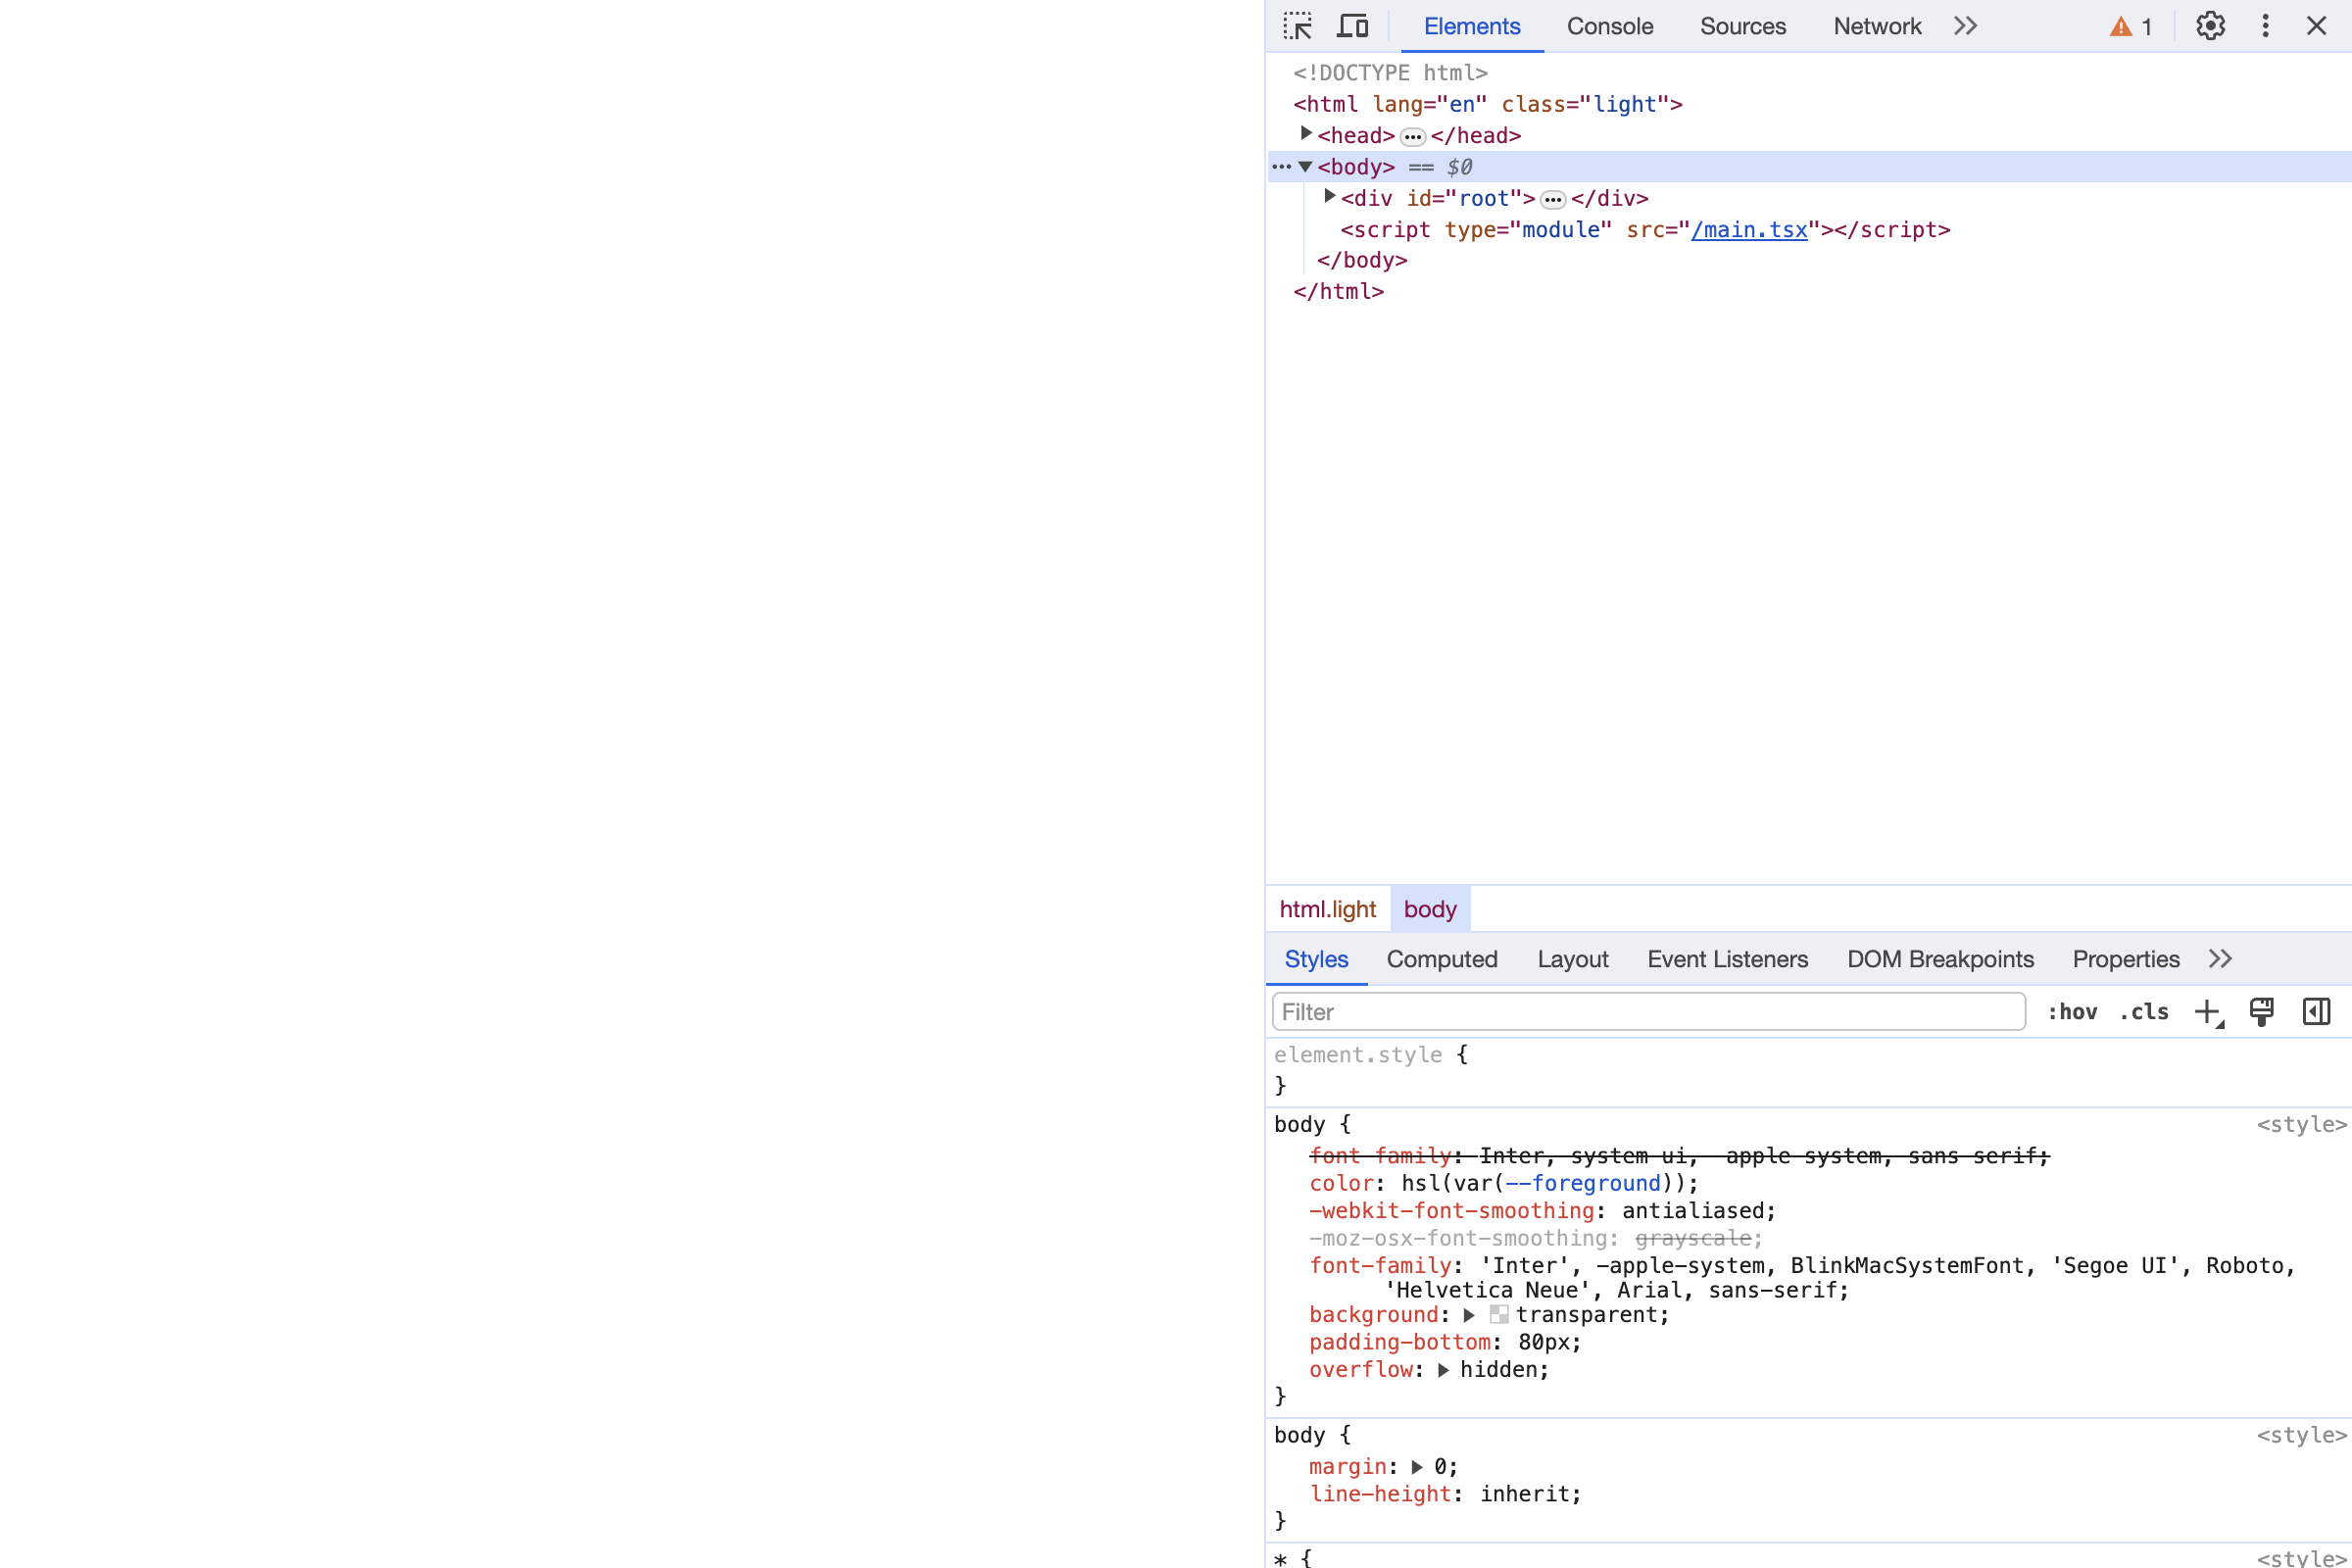 Elements Console Sources Network 1
<!DOCTYPE html>
<html lang="en" class="light">
<head> ··· </head>
··· <body> == $0
<div id="root"> ··· </div>
<script type="module" src="/main.tsx"></script>
</body>
</html>
html.light body
Styles Computed Layout Event Listeners DOM Breakpoints Properties
Filter :hov .cls
element.style {
}
body { <style>
font-family: Inter, system-ui, -apple-system, sans-serif;
color: hsl(var(--foreground));
-webkit-font-smoothing: antialiased;
-moz-osx-font-smoothing: grayscale;
font-family: 'Inter', -apple-system, BlinkMacSystemFont, 'Segoe UI', Roboto,
'Helvetica Neue', Arial, sans-serif;
background: transparent;
padding-bottom: 80px;
overflow: hidden;
}
body { <style>
margin: 0;
line-height: inherit;
}
* { <style>